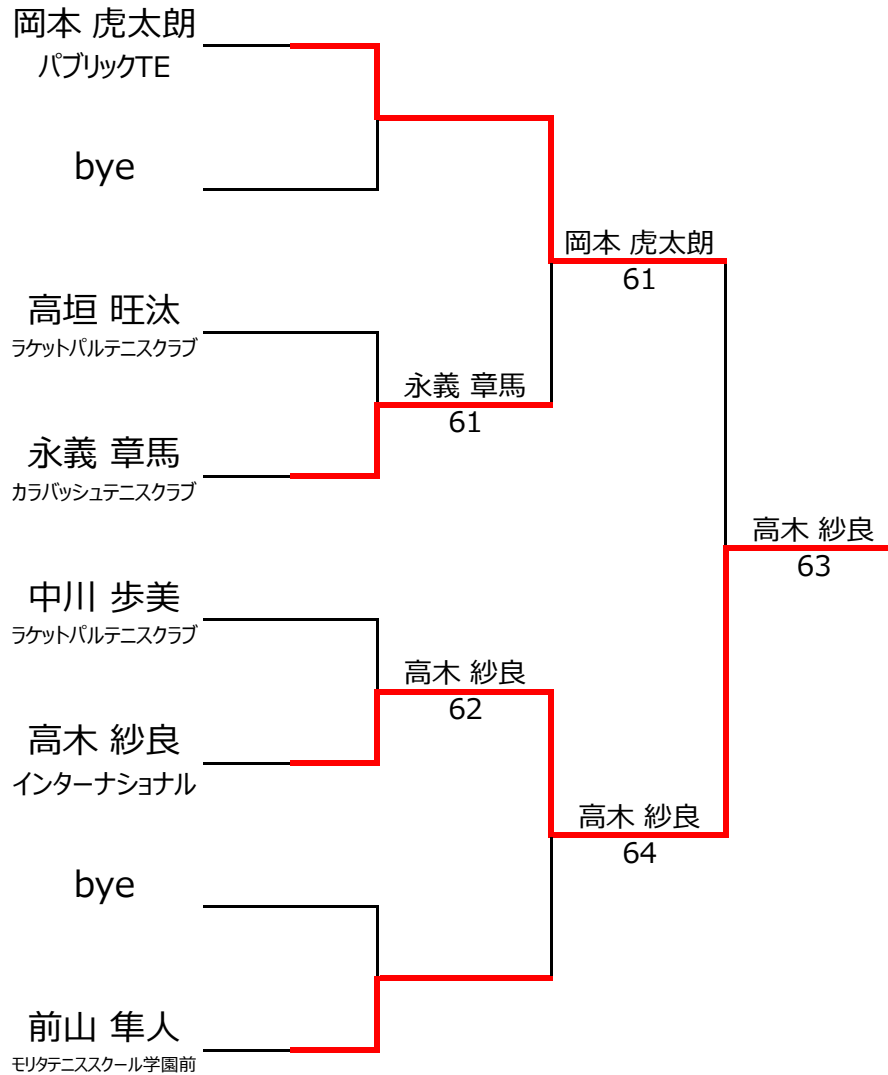 岡本 虎太朗
パブリックTE
bye
高垣 旺汰
ラケットパルテニスクラブ
永義 章馬
カラバッシュテニスクラブ
中川 歩美
ラケットパルテニスクラブ
高木 紗良
インターナショナル
bye
前山 隼人
モリタテニススクール学園前
永義 章馬
61
高木 紗良
62
岡本 虎太朗
61
高木 紗良
64
高木 紗良
63